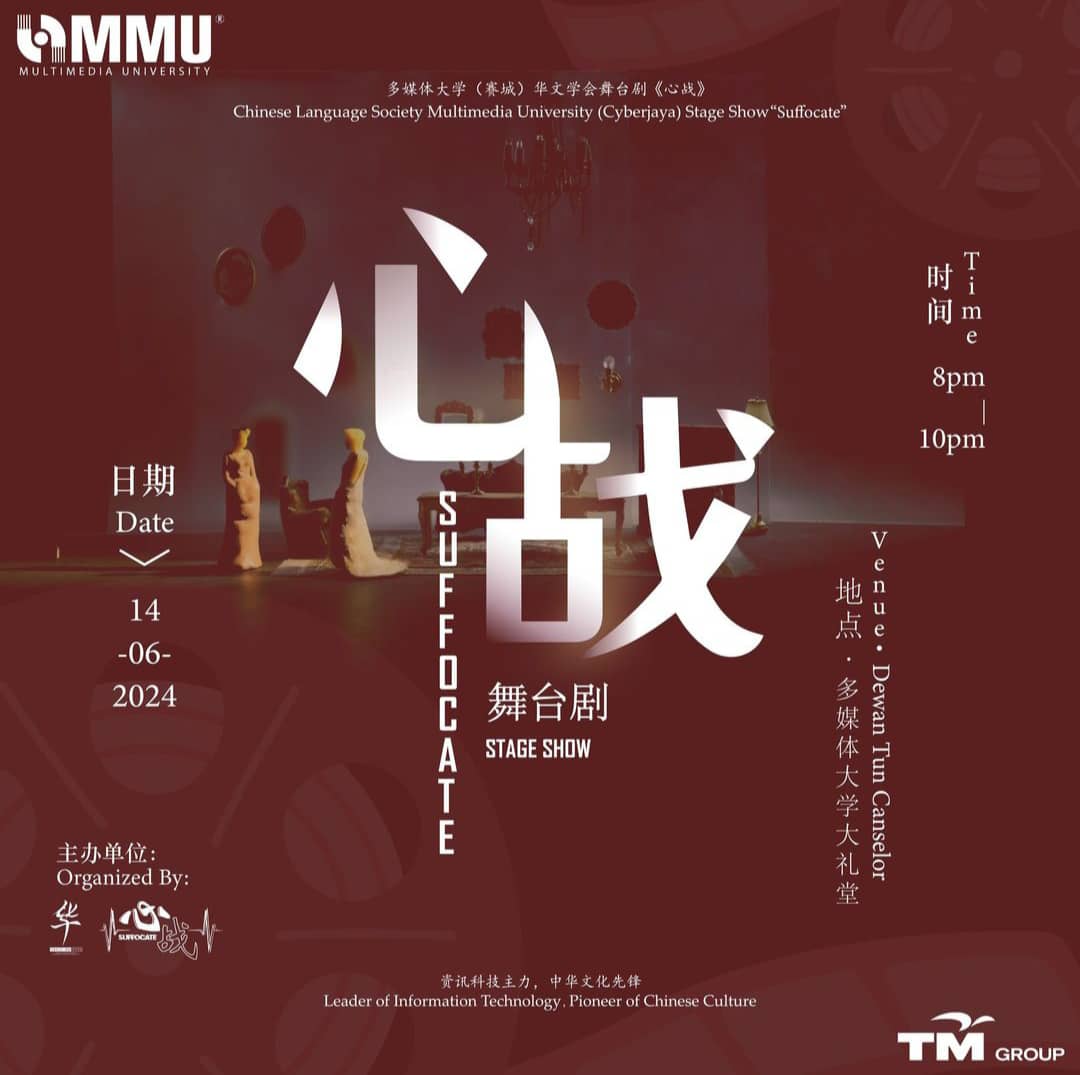 MMU®
MULTIMEDIA UNIVERSITY
多媒体大学（赛城）华文学会舞台剧《心战》
Chinese Language Society Multimedia University (Cyberjaya) Stage Show“Suffocate”
时间
Time
8pm
|
10pm
心战
SUFFOCATE
舞台剧
STAGE SHOW
日期
Date
14
-06-
2024
Venue• Dewan Tun Canselor
地点·多媒体大学大礼堂
主办单位:
Organized By:
华
心战
SUFFOCATE
资讯科技主力，中华文化先锋
Leader of Information Technology, Pioneer of Chinese Culture
TM GROUP